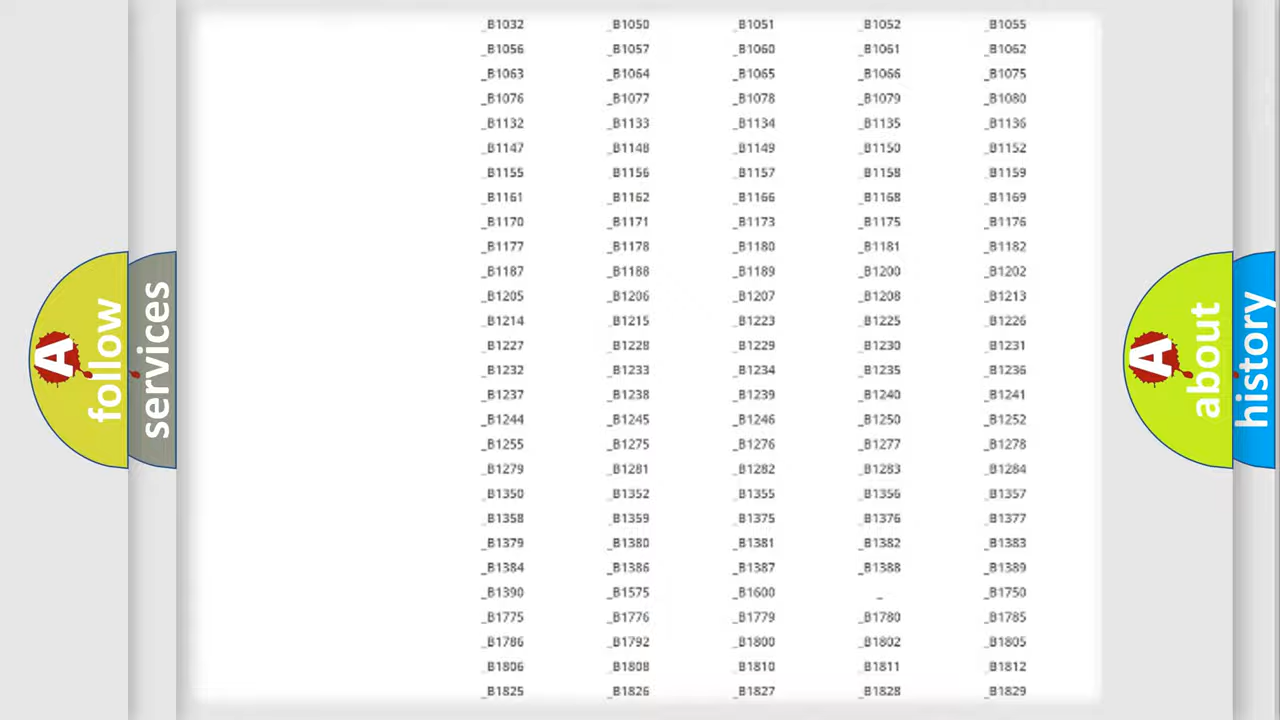 _B1032 _B1050 _B1051 _B1052 _B1055
_B1056 _B1057 _B1060 _B1061 _B1062
_B1063 _B1064 _B1065 _B1066 _B1075
_B1076 _B1077 _B1078 _B1079 _B1080
_B1132 _B1133 _B1134 _B1135 _B1136
_B1147 _B1148 _B1149 _B1150 _B1152
_B1155 _B1156 _B1157 _B1158 _B1159
_B1161 _B1162 _B1166 _B1168 _B1169
_B1170 _B1171 _B1173 _B1175 _B1176
_B1177 _B1178 _B1180 _B1181 _B1182
_B1187 _B1188 _B1189 _B1200 _B1202
_B1205 _B1206 _B1207 _B1208 _B1213
_B1214 _B1215 _B1223 _B1225 _B1226
_B1227 _B1228 _B1229 _B1230 _B1231
_B1232 _B1233 _B1234 _B1235 _B1236
_B1237 _B1238 _B1239 _B1240 _B1241
_B1244 _B1245 _B1246 _B1250 _B1252
_B1255 _B1275 _B1276 _B1277 _B1278
_B1279 _B1281 _B1282 _B1283 _B1284
_B1350 _B1352 _B1355 _B1356 _B1357
_B1358 _B1359 _B1375 _B1376 _B1377
_B1379 _B1380 _B1381 _B1382 _B1383
_B1384 _B1386 _B1387 _B1388 _B1389
_B1390 _B1575 _B1600 _ _B1750
_B1775 _B1776 _B1779 _B1780 _B1785
_B1786 _B1792 _B1800 _B1802 _B1805
_B1806 _B1808 _B1810 _B1811 _B1812
_B1825 _B1826 _B1827 _B1828 _B1829
A follow
services
A about
history